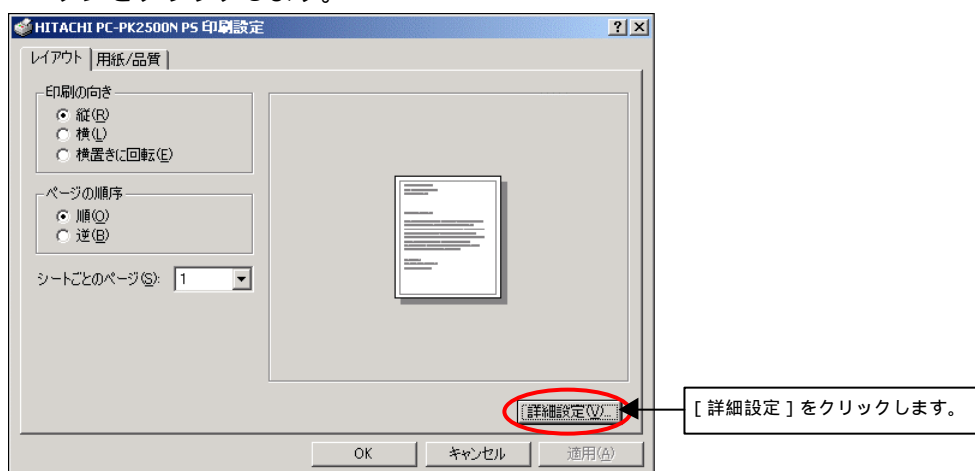 HITACHI PC-PK2500N PS 印刷設定
レイアウト 用紙/品質
印刷の向き
縦(R)
横(L)
横置きに回転(E)
ページの順序
順(O)
逆(B)
シートごとのページ(S): 1
詳細設定(V)...
[ 詳細設定 ] をクリックします。
OK キャンセル 適用(A)